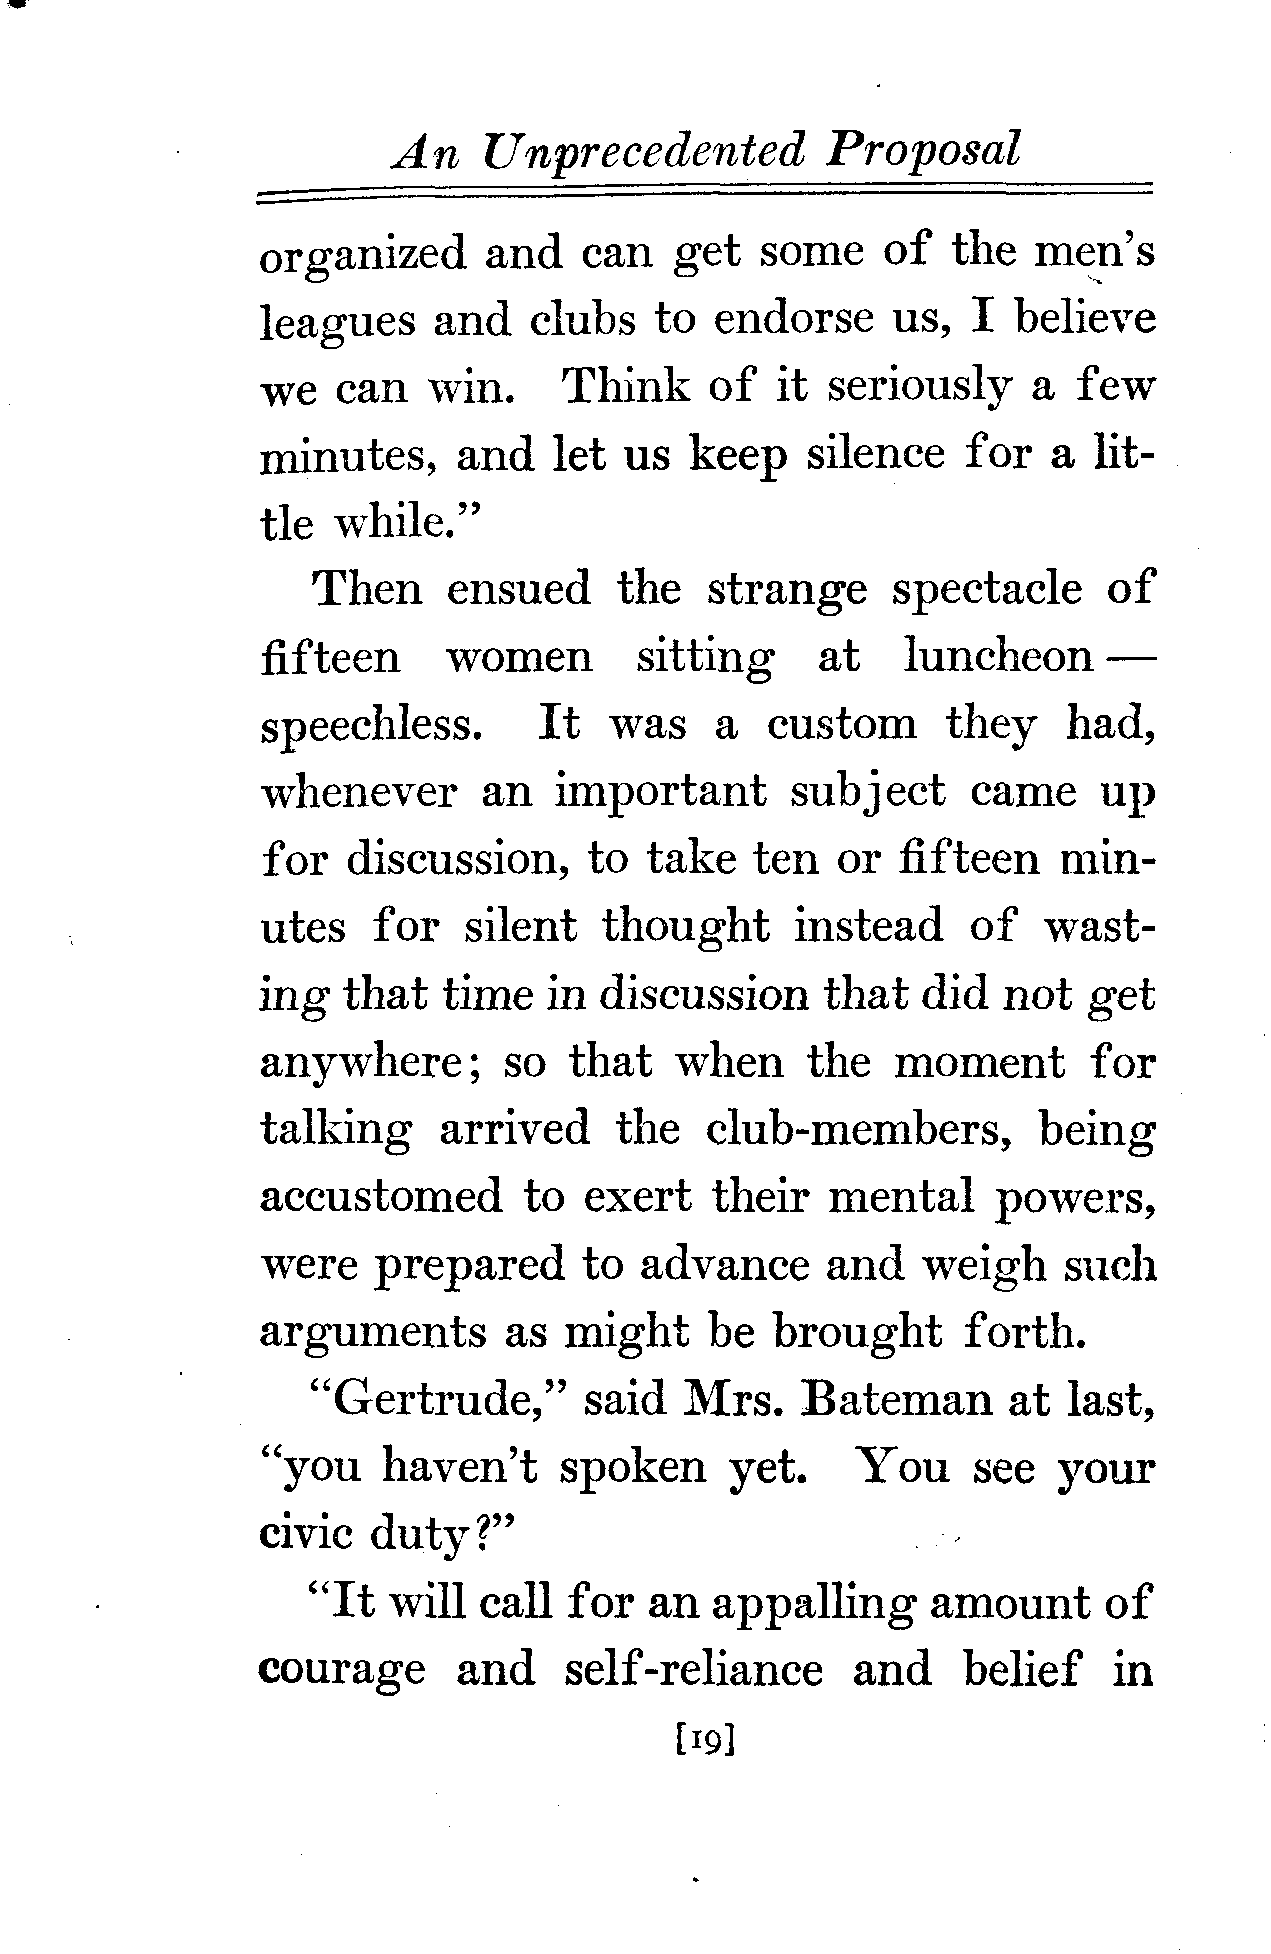 An Unprecedented Proposal
organized and can get some of the men's
leagues and clubs to endorse us, I believe
we can win. Think of it seriously a few
minutes, and let us keep silence for a lit-
tle while."
Then ensued the strange spectacle of
fifteen women sitting at luncheon —
speechless. It was a custom they had,
whenever an important subject came up
for discussion, to take ten or fifteen min-
utes for silent thought instead of wast-
ing that time in discussion that did not get
anywhere; so that when the moment for
talking arrived the club-members, being
accustomed to exert their mental powers,
were prepared to advance and weigh such
arguments as might be brought forth.
"Gertrude," said Mrs. Bateman at last,
"you haven't spoken yet. You see your
civic duty?"
"It will call for an appalling amount of
courage and self-reliance and belief in
[19]